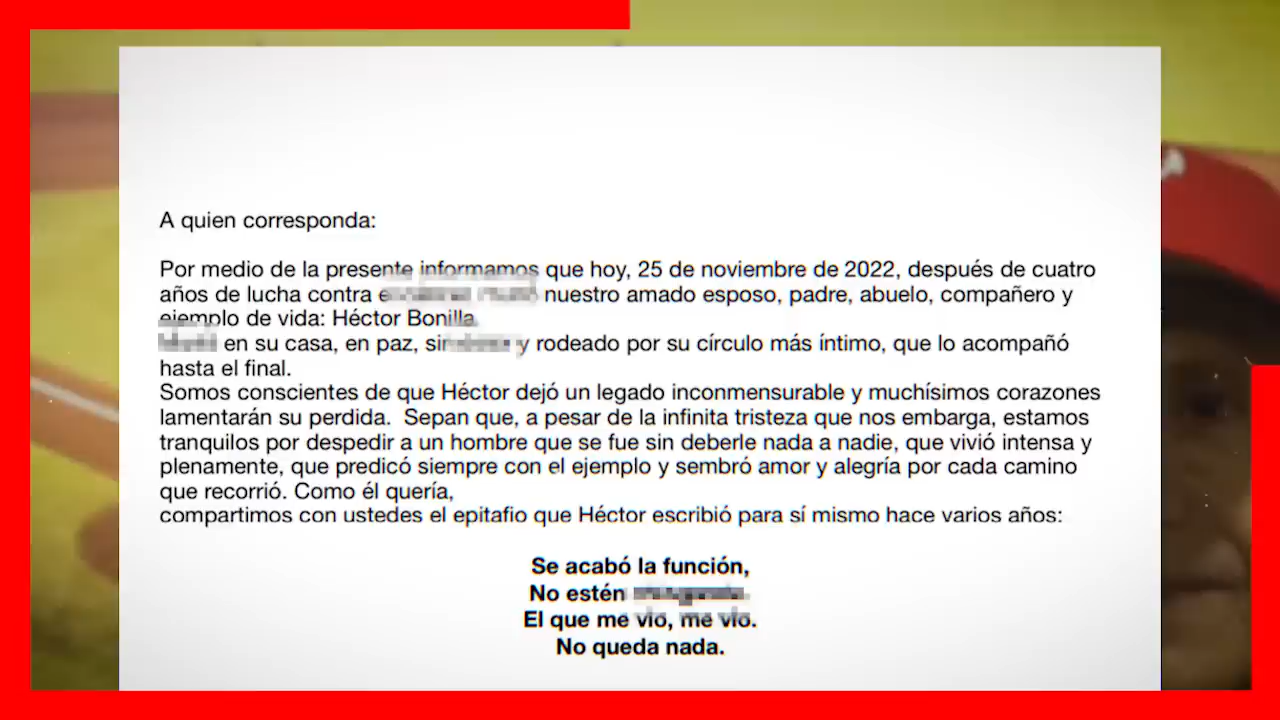 A quien corresponda:
Por medio de la presente informamos que hoy, 25 de noviembre de 2022, después de cuatro
años de lucha contra nuestro amado esposo, padre, abuelo, compañero y
ejemplo de vida: Héctor Bonilla.
en su casa, en paz, sin y rodeado por su círculo más íntimo, que lo acompañó
hasta el final.
Somos conscientes de que Héctor dejó un legado inconmensurable y muchísimos corazones
lamentarán su perdida. Sepan que, a pesar de la infinita tristeza que nos embarga, estamos
tranquilos por despedir a un hombre que se fue sin deberle nada a nadie, que vivió intensa y
plenamente, que predicó siempre con el ejemplo y sembró amor y alegría por cada camino
que recorrió. Como él quería,
compartimos con ustedes el epitafio que Héctor escribió para sí mismo hace varios años:
Se acabó la función,
No estén
El que me vio, me vio.
No queda nada.